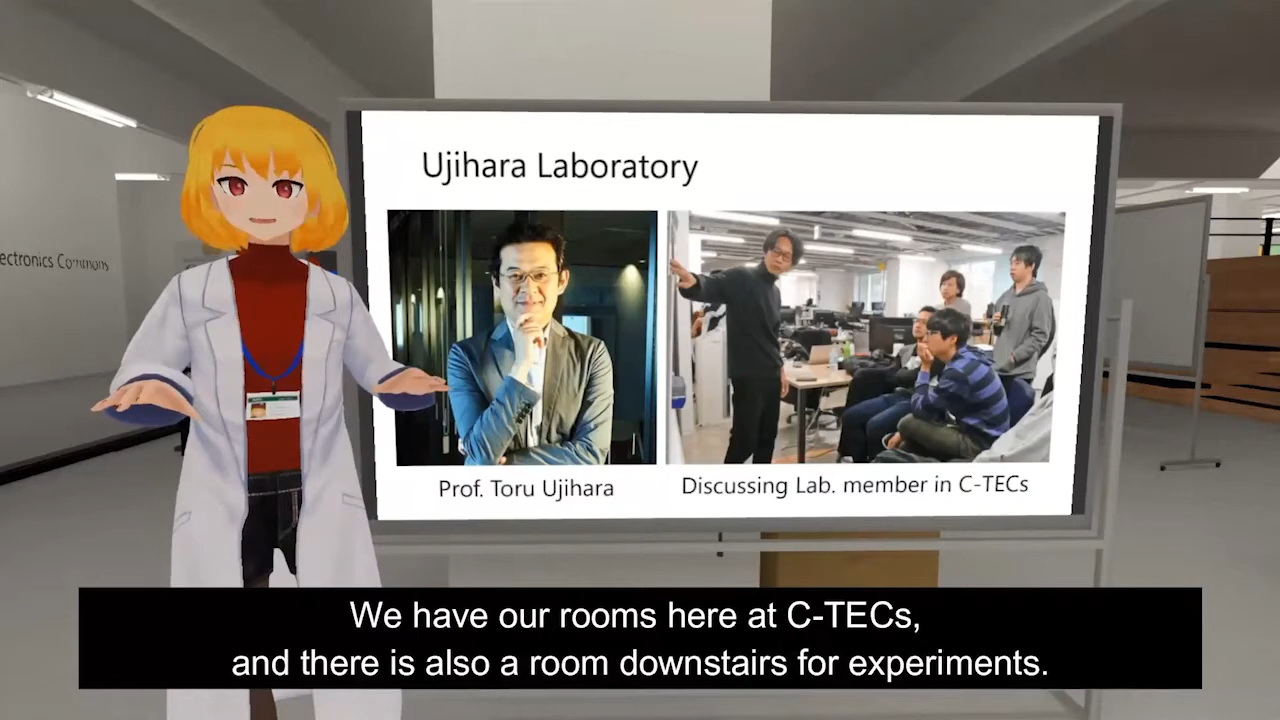 Ujihara Laboratory
ectronics Commons
Prof. Toru Ujihara
Discussing Lab. member in C-TECs
We have our rooms here at C-TECs,
and there is also a room downstairs for experiments.